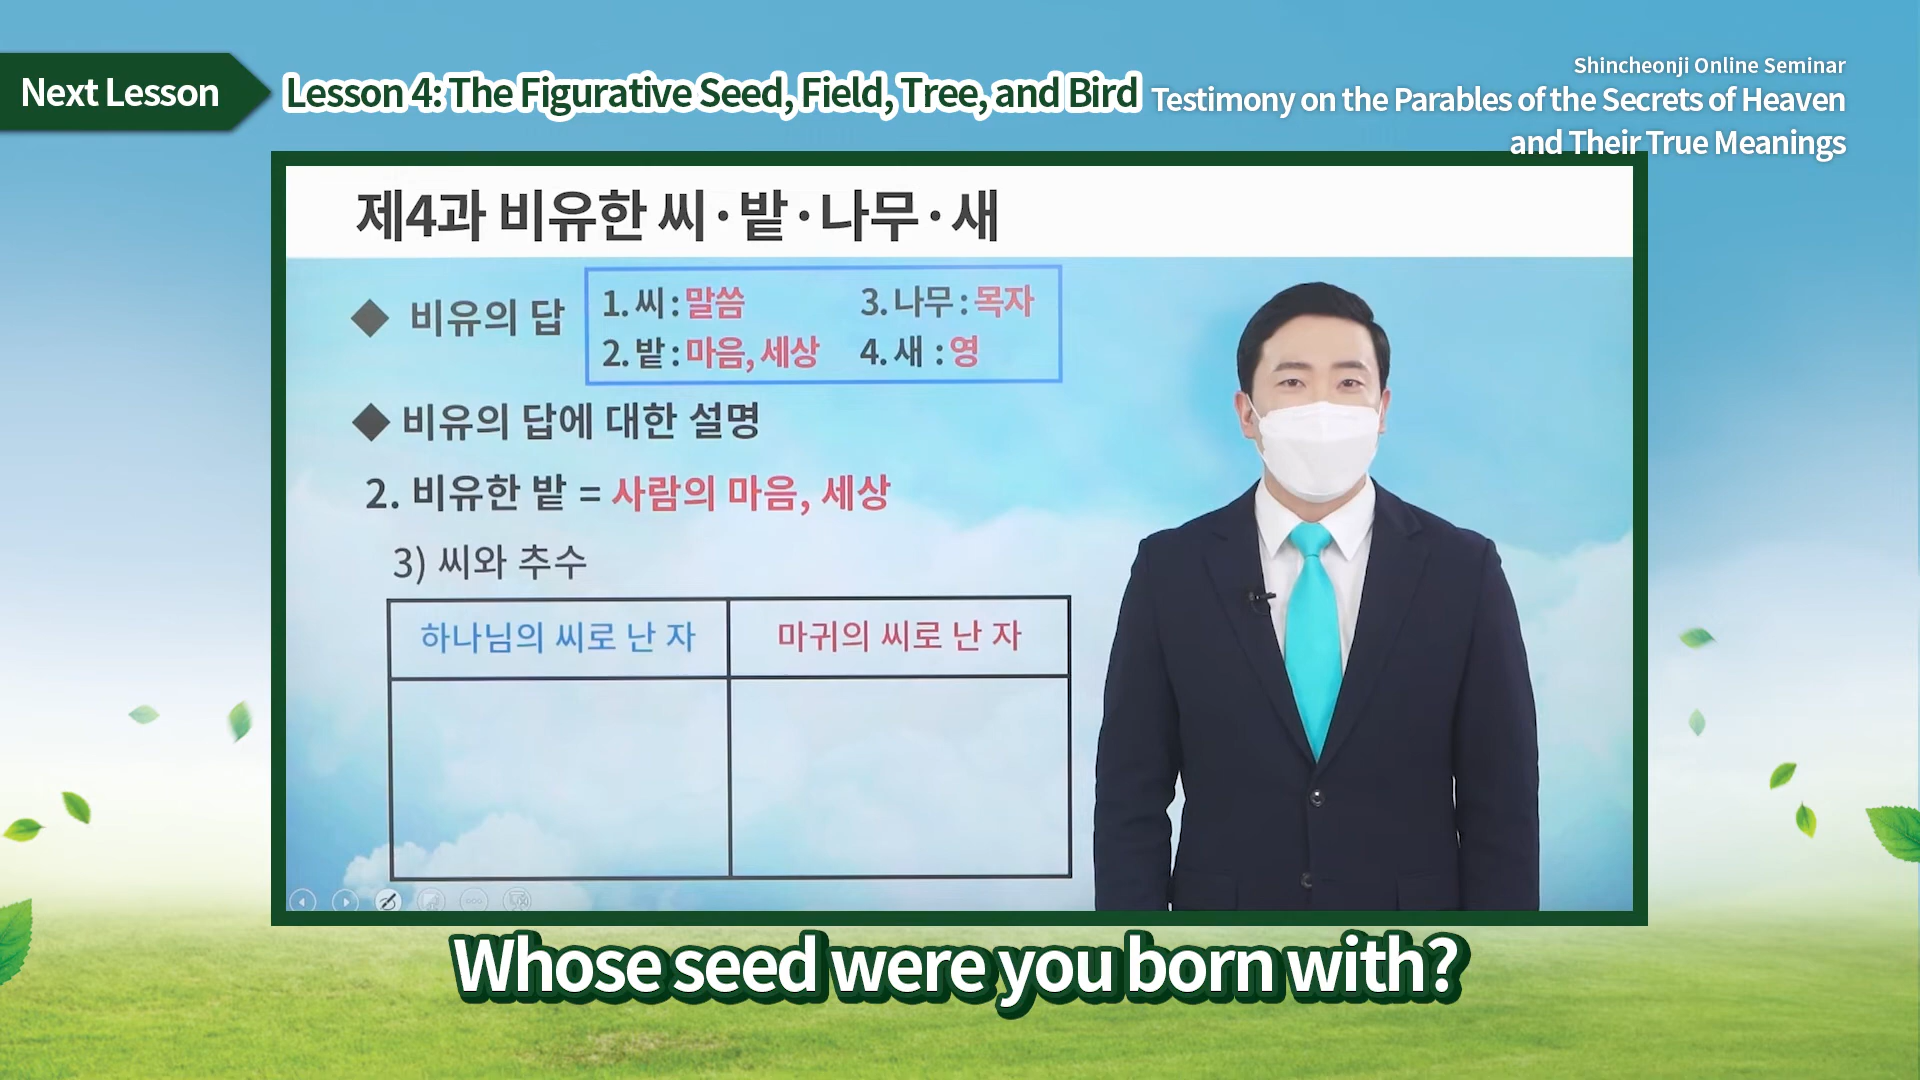 Next Lesson
Lesson 4: The Figurative Seed, Field, Tree, and Bird
Shincheonji Online Seminar
Testimony on the Parables of the Secrets of Heaven
and Their True Meanings
제4과 비유한 씨·밭·나무·새
◆ 비유의 답
1. 씨 : 말씀
3. 나무 : 목자
2. 밭 : 마음, 세상
4. 새 : 영
◆ 비유의 답에 대한 설명
2. 비유한 밭 = 사람의 마음, 세상
3) 씨와 추수
하나님의 씨로 난 자
마귀의 씨로 난 자
Whose seed were you born with?